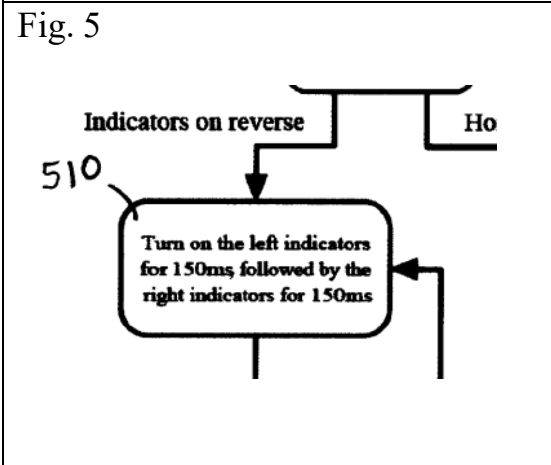 Fig. 5
Indicators on reverse
510
Turn on the left indicators
for 150ms, followed by the
right indicators for 150ms